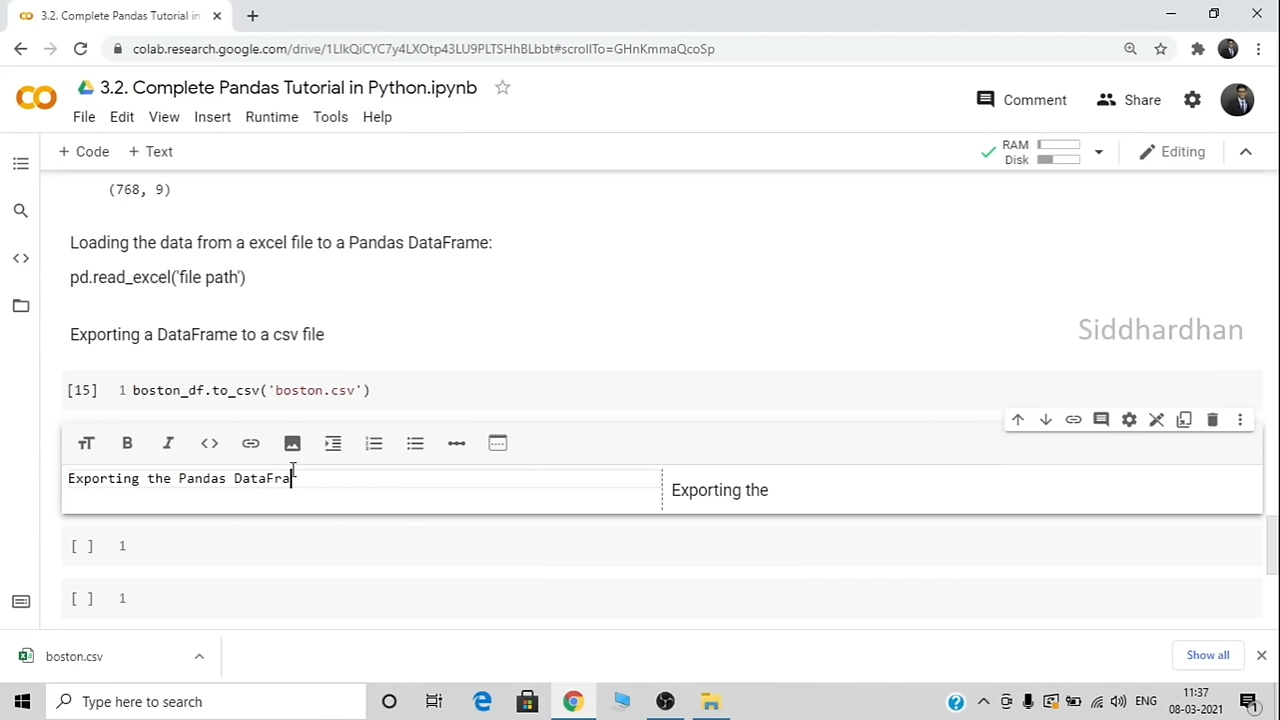 3.2. Complete Pandas Tutorial in
colab.research.google.com/drive/1LIkQiCYC7y4LXOtp43LU9PLTSHhBLbbt#scrollTo=GHnKmmaQcoSp
3.2. Complete Pandas Tutorial in Python.ipynb
Comment
Share
File Edit View Insert Runtime Tools Help
+ Code + Text
RAM
Disk
Editing
(768, 9)
Loading the data from a excel file to a Pandas DataFrame:
pd.read_excel('file path')
Exporting a DataFrame to a csv file
Siddhardhan
[15] 1 boston_df.to_csv('boston.csv')
Exporting the Pandas DataFra
Exporting the
[ ] 1
[ ] 1
boston.csv
Show all
Type here to search
ENG
11:37
08-03-2021
1